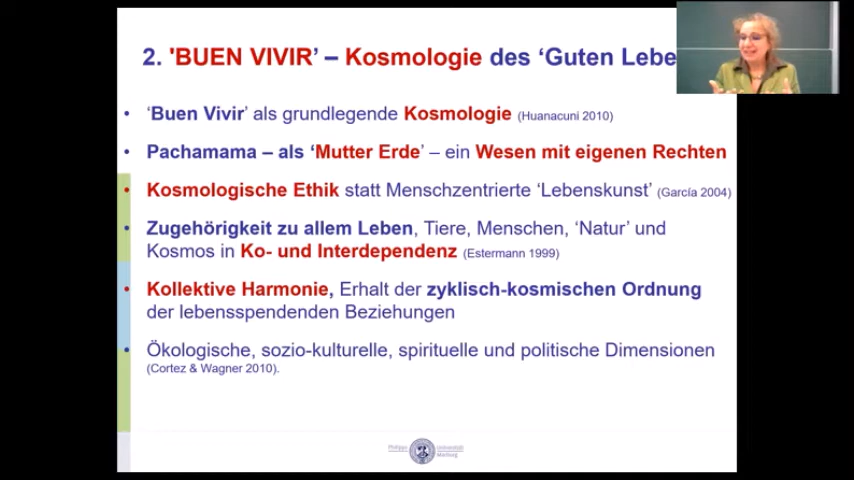 2. 'BUEN VIVIR’ – Kosmologie des ‘Guten Lebe
• ‘Buen Vivir’ als grundlegende Kosmologie (Huanacuni 2010)
• Pachamama – als ‘Mutter Erde’ – ein Wesen mit eigenen Rechten
• Kosmologische Ethik statt Menschzentrierte ‘Lebenskunst’ (García 2004)
• Zugehörigkeit zu allem Leben, Tiere, Menschen, ‘Natur’ und
Kosmos in Ko- und Interdependenz (Estermann 1999)
• Kollektive Harmonie, Erhalt der zyklisch-kosmischen Ordnung
der lebensspendenden Beziehungen
• Ökologische, sozio-kulturelle, spirituelle und politische Dimensionen
(Cortez & Wagner 2010).
Philipps Universität
Marburg